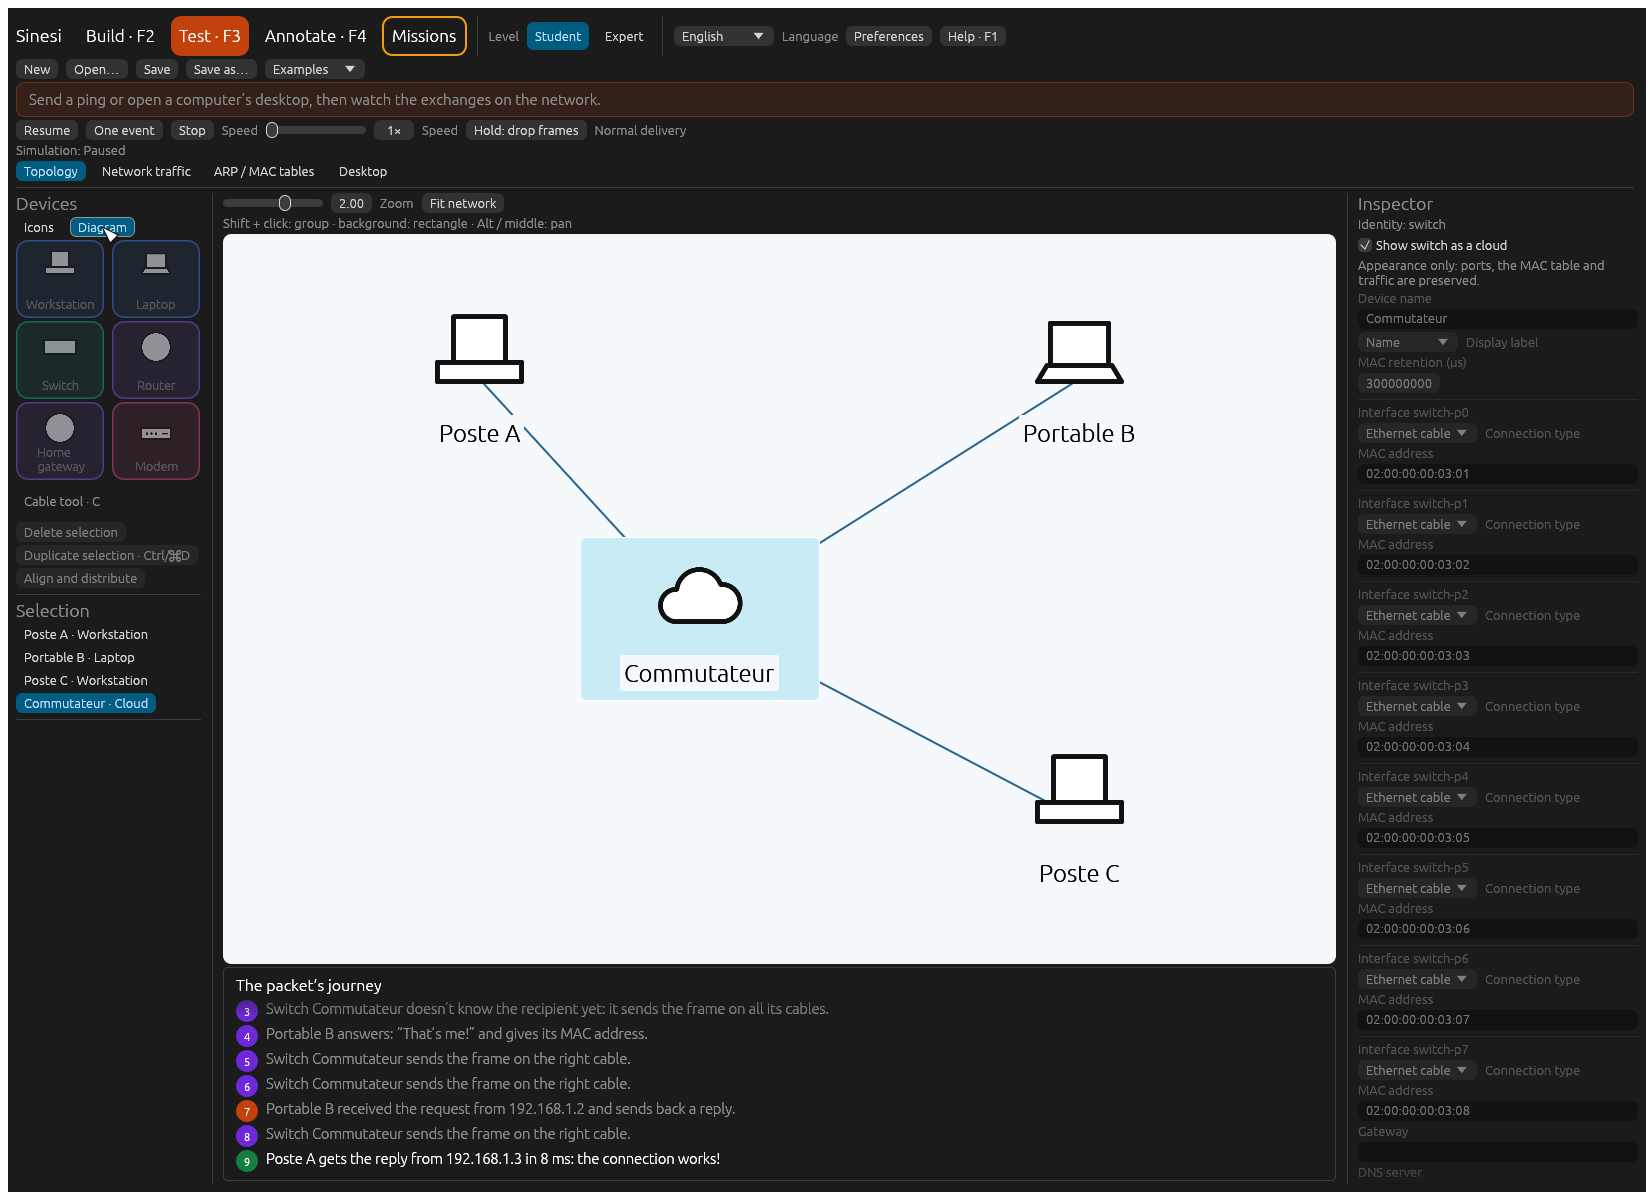 Sinesi Build · F2 Test · F3 Annotate · F4 Missions Level Student Expert English Language Preferences Help · F1
New Open… Save Save as… Examples
Send a ping or open a computer’s desktop, then watch the exchanges on the network.
Resume One event Stop Speed 1× Speed Hold: drop frames Normal delivery
Simulation: Paused
Topology Network traffic ARP / MAC tables Desktop
Devices
Icons Diagram
Workstation Laptop
Switch Router
Home gateway Modem
Cable tool · C
Delete selection
Duplicate selection · Ctrl/⌘D
Align and distribute
Selection
Poste A · Workstation
Portable B · Laptop
Poste C · Workstation
Commutateur · Cloud
2.00 Zoom Fit network
Shift + click: group · background: rectangle · Alt / middle: pan
Poste A
Portable B
Commutateur
Poste C
The packet’s journey
3 Switch Commutateur doesn’t know the recipient yet: it sends the frame on all its cables.
4 Portable B answers: “That’s me!” and gives its MAC address.
5 Switch Commutateur sends the frame on the right cable.
6 Switch Commutateur sends the frame on the right cable.
7 Portable B received the request from 192.168.1.2 and sends back a reply.
8 Switch Commutateur sends the frame on the right cable.
9 Poste A gets the reply from 192.168.1.3 in 8 ms: the connection works!
Inspector
Identity: switch
Show switch as a cloud
Appearance only: ports, the MAC table and
traffic are preserved.
Device name
Commutateur
Name Display label
MAC retention (µs)
300000000
Interface switch-p0
Ethernet cable Connection type
MAC address
02:00:00:00:03:01
Interface switch-p1
Ethernet cable Connection type
MAC address
02:00:00:00:03:02
Interface switch-p2
Ethernet cable Connection type
MAC address
02:00:00:00:03:03
Interface switch-p3
Ethernet cable Connection type
MAC address
02:00:00:00:03:04
Interface switch-p4
Ethernet cable Connection type
MAC address
02:00:00:00:03:05
Interface switch-p5
Ethernet cable Connection type
MAC address
02:00:00:00:03:06
Interface switch-p6
Ethernet cable Connection type
MAC address
02:00:00:00:03:07
Interface switch-p7
Ethernet cable Connection type
MAC address
02:00:00:00:03:08
Gateway
DNS server